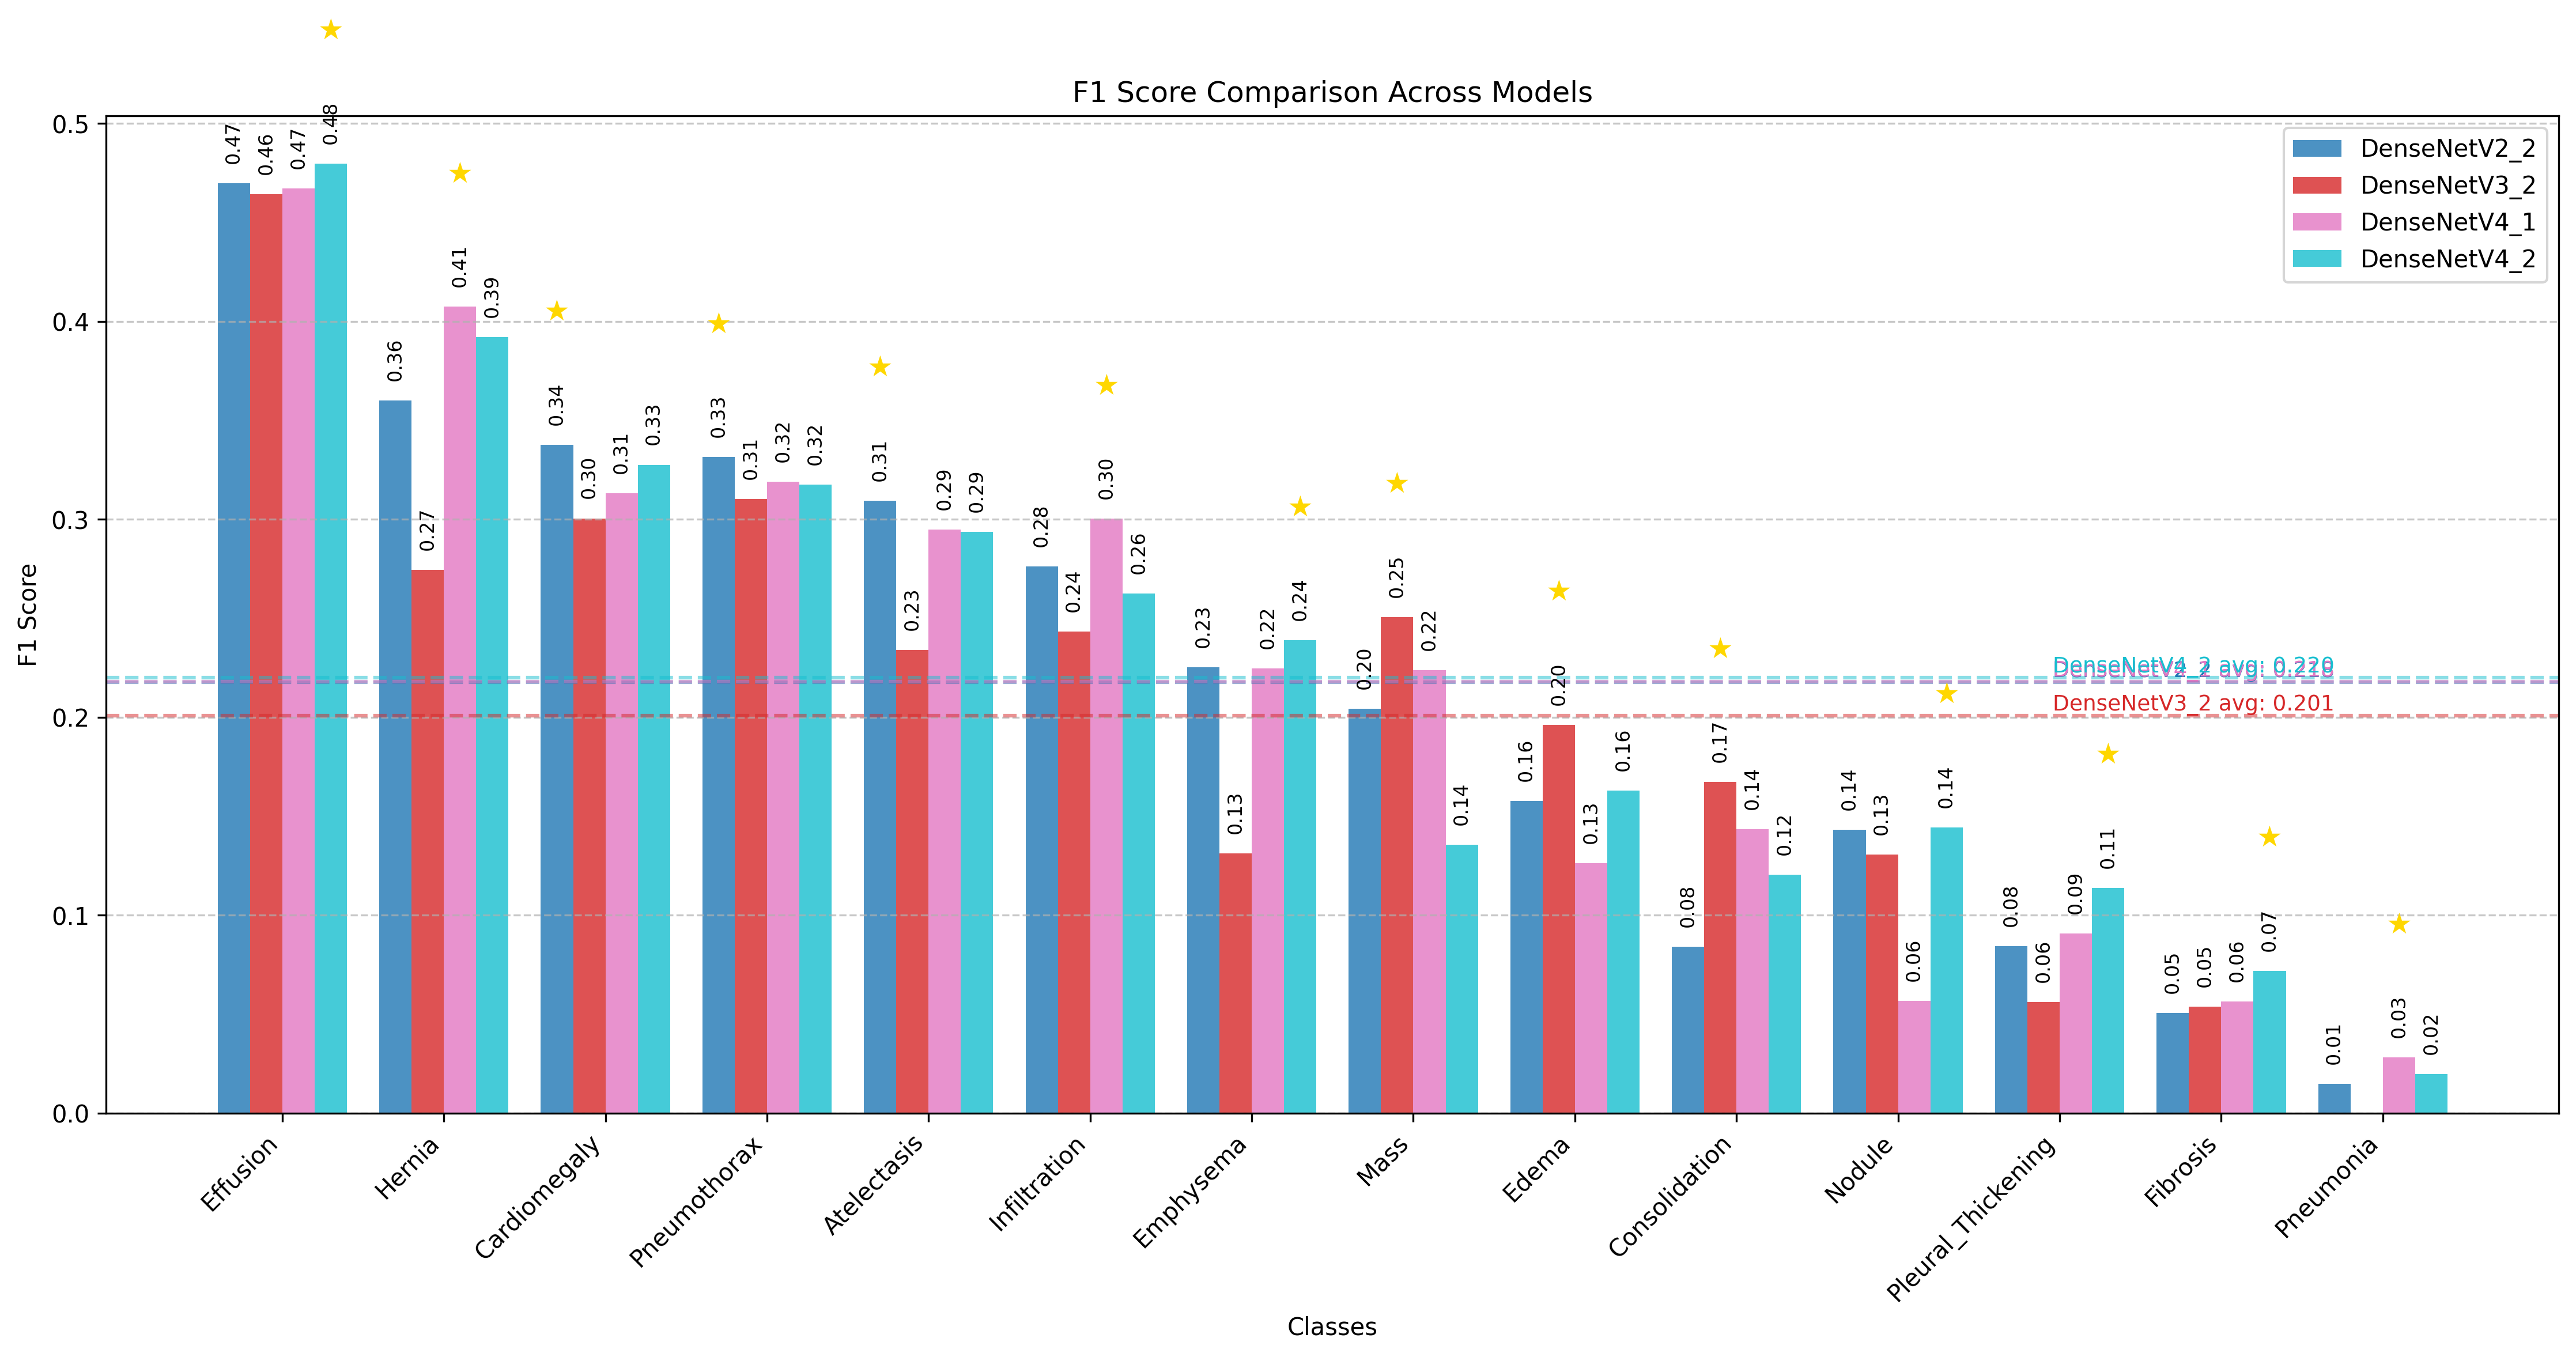 F1 Score Comparison Across Models
F1 Score
0.5
0.4
0.3
0.2
0.1
0.0
DenseNetV2_2
DenseNetV3_2
DenseNetV4_1
DenseNetV4_2
0.47
0.46
0.47
0.48
0.36
0.27
0.41
0.39
0.34
0.30
0.31
0.33
0.33
0.31
0.32
0.32
0.31
0.23
0.29
0.29
0.28
0.24
0.30
0.26
0.23
0.13
0.22
0.24
0.20
0.25
0.22
0.14
0.16
0.20
0.13
0.16
0.08
0.17
0.14
0.12
0.14
0.13
0.06
0.14
0.08
0.06
0.09
0.11
0.05
0.05
0.06
0.07
0.01
0.03
0.02
DenseNetV4_2 avg: 0.220
DenseNetV3_2 avg: 0.201
Effusion
Hernia
Cardiomegaly
Pneumothorax
Atelectasis
Infiltration
Emphysema
Mass
Edema
Consolidation
Nodule
Pleural_Thickening
Fibrosis
Pneumonia
Classes